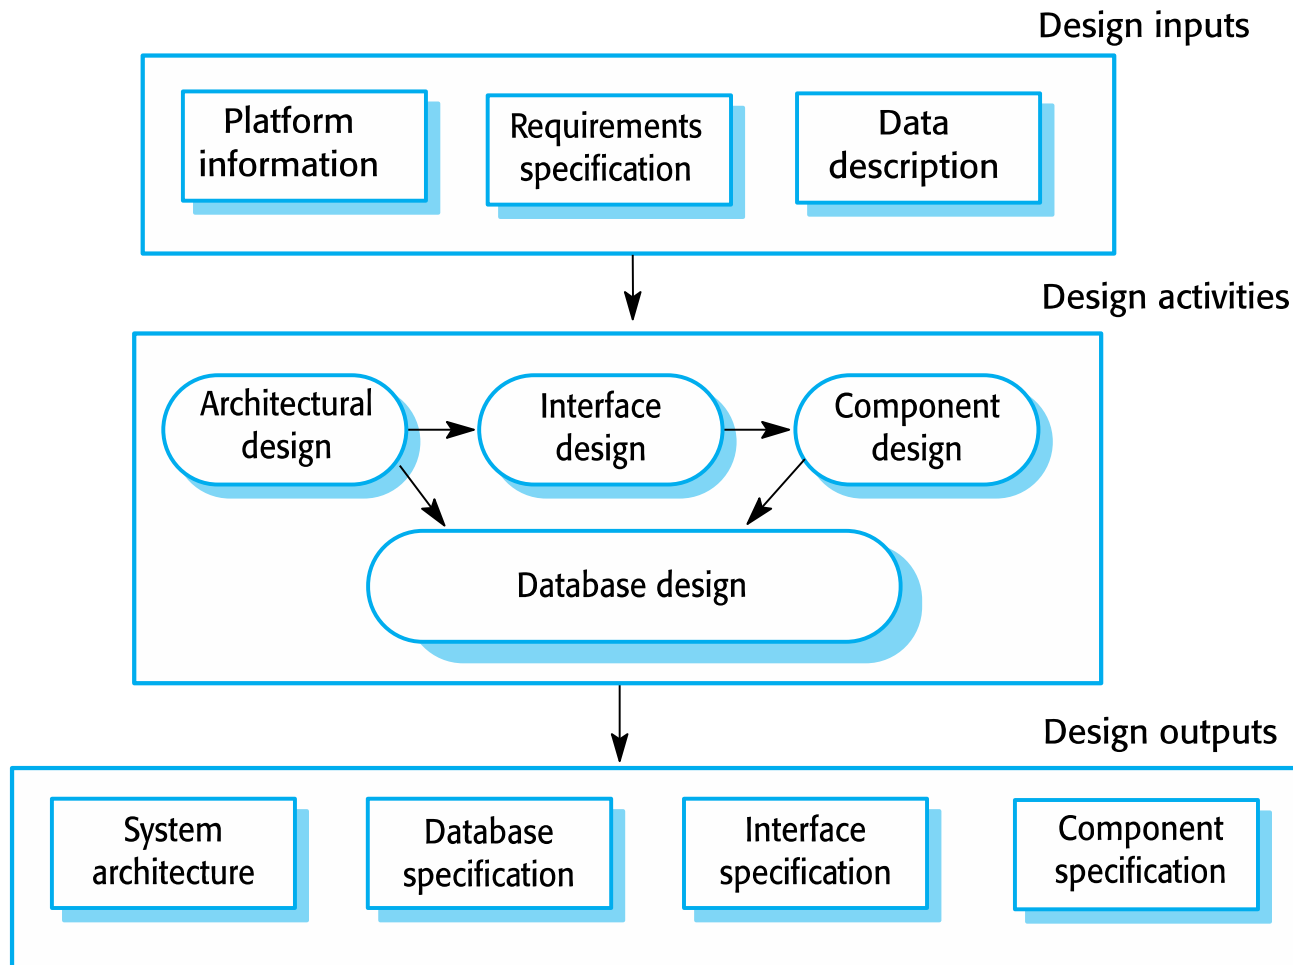 Design inputs
Platform
information
Requirements
specification
Data
description
Design activities
Architectural
design
Interface
design
Component
design
Database design
Design outputs
System
architecture
Database
specification
Interface
specification
Component
specification